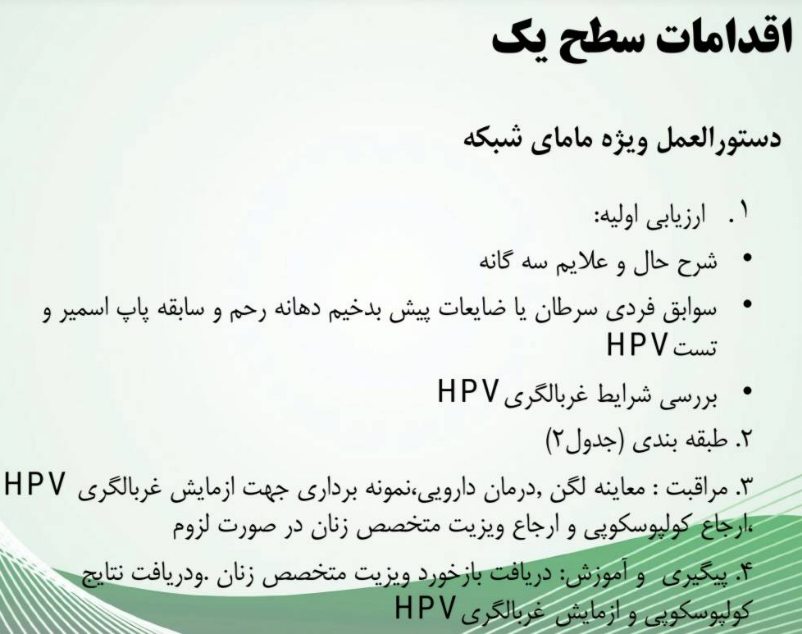 اقدامات سطح یک
دستورالعمل ویژه مامای شبکه
۱. ارزیابی اولیه:
• شرح حال و علایم سه گانه
• سوابق فردی سرطان یا ضایعات پیش بدخیم دهانه رحم و سابقه پاپ اسمیر و
تست HPV
• بررسی شرایط غربالگری HPV
۲. طبقه بندی (جدول۲)
۳. مراقبت : معاینه لگن ,درمان دارویی،نمونه برداری جهت ازمایش غربالگری HPV
،ارجاع کولپوسکوپی و ارجاع ویزیت متخصص زنان در صورت لزوم
۴. پیگیری و آموزش: دریافت بازخورد ویزیت متخصص زنان .ودریافت نتایج
کولپوسکوپی و ازمایش غربالگری HPV